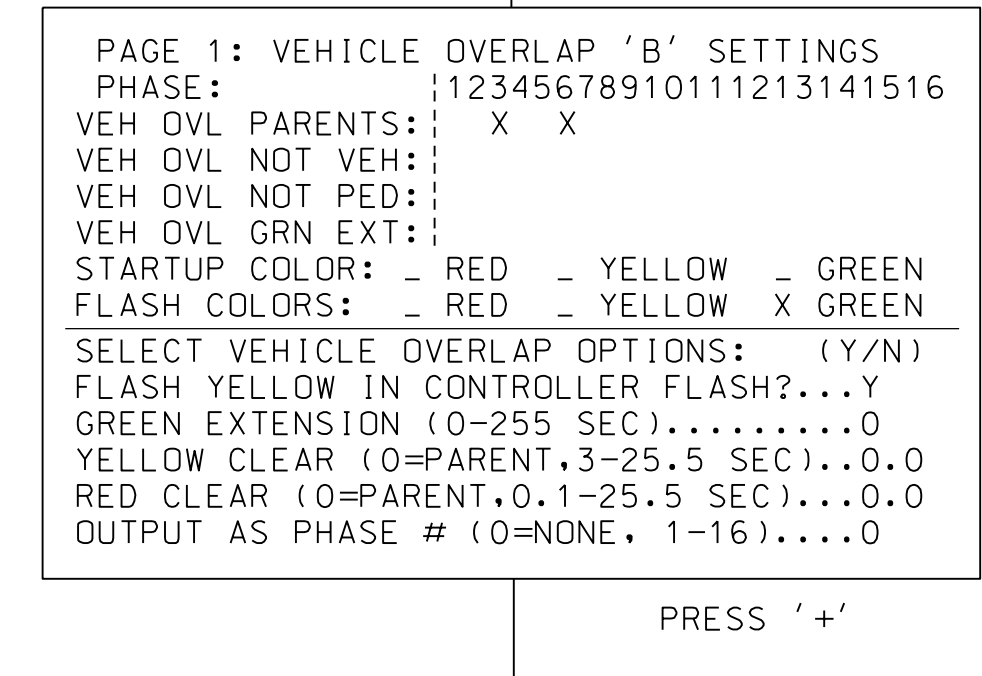 PAGE 1: VEHICLE OVERLAP 'B' SETTINGS
PHASE: 12345678910111213141516
VEH OVL PARENTS: X X
VEH OVL NOT VEH:
VEH OVL NOT PED:
VEH OVL GRN EXT:
STARTUP COLOR: _ RED _ YELLOW _ GREEN
FLASH COLORS: _ RED _ YELLOW X GREEN
SELECT VEHICLE OVERLAP OPTIONS: (Y/N)
FLASH YELLOW IN CONTROLLER FLASH?...Y
GREEN EXTENSION (0-255 SEC).........0
YELLOW CLEAR (0=PARENT,3-25.5 SEC)..0.0
RED CLEAR (0=PARENT,0.1-25.5 SEC)...0.0
OUTPUT AS PHASE # (0=NONE, 1-16)....0
PRESS '+'